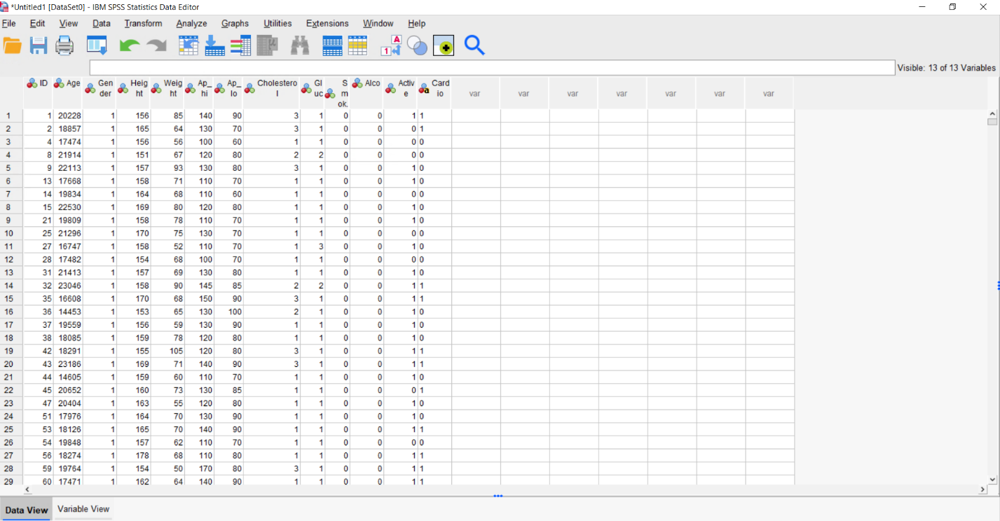 *Untitled1 [DataSet0] - IBM SPSS Statistics Data Editor
File Edit View Data Transform Analyze Graphs Utilities Extensions Window Help
Visible: 13 of 13 Variables
ID Age Gender Height Weight Ap_hi Ap_lo Cholesterol Gluc Smok. Alco Active Cardio var var var var var var var
1 1 20228 1 156 85 140 90 3 1 0 0 1 1
2 2 18857 1 165 64 130 70 3 1 0 0 0 1
3 4 17474 1 156 56 100 60 1 1 0 0 0 0
4 8 21914 1 151 67 120 80 2 2 0 0 0 0
5 9 22113 1 157 93 130 80 3 1 0 0 1 0
6 13 17668 1 158 71 110 70 1 1 0 0 1 0
7 14 19834 1 164 68 110 60 1 1 0 0 0 0
8 15 22530 1 169 80 120 80 1 1 0 0 1 0
9 21 19809 1 158 78 110 70 1 1 0 0 1 0
10 25 21296 1 170 75 130 70 1 1 0 0 0 0
11 27 16747 1 158 52 110 70 1 3 0 0 1 0
12 28 17482 1 154 68 100 70 1 1 0 0 0 0
13 31 21413 1 157 69 130 80 1 1 0 0 1 0
14 32 23046 1 158 90 145 85 2 2 0 0 1 1
15 35 16608 1 170 68 150 90 3 1 0 0 1 1
16 36 14453 1 153 65 130 100 2 1 0 0 1 0
17 37 19559 1 156 59 130 90 1 1 0 0 1 0
18 38 18085 1 159 78 120 80 1 1 0 0 1 0
19 42 18291 1 155 105 120 80 3 1 0 0 1 1
20 43 23186 1 169 71 140 90 3 1 0 0 1 1
21 44 14605 1 159 60 110 70 1 1 0 0 1 0
22 45 20652 1 160 73 130 85 1 1 0 0 0 1
23 47 20404 1 163 55 120 80 1 1 0 0 1 0
24 51 17976 1 164 70 130 90 1 1 0 0 1 0
25 53 18126 1 165 70 140 90 1 1 0 0 1 1
26 54 19848 1 157 62 110 70 1 1 0 0 0 0
27 56 18274 1 178 68 110 80 1 1 0 0 1 1
28 59 19764 1 154 50 170 80 3 1 0 0 1 1
29 60 17471 1 162 64 140 90 1 1 0 0 1 1
Data View Variable View